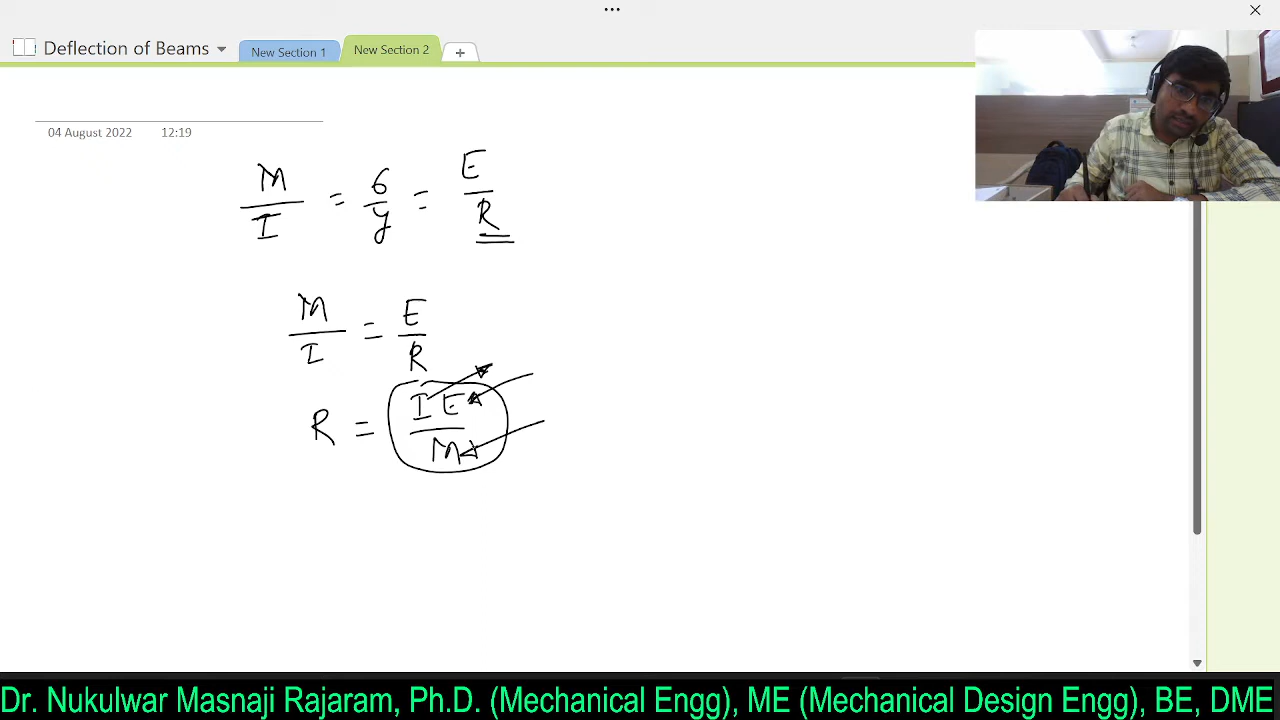 ...
Deflection of Beams
New Section 1
New Section 2
+
04 August 2022 12:19
M/I = σ/y = E/R
M/I = E/R
R = IE/M
Dr. Nukulwar Masnaji Rajaram, Ph.D. (Mechanical Engg), ME (Mechanical Design Engg), BE, DME